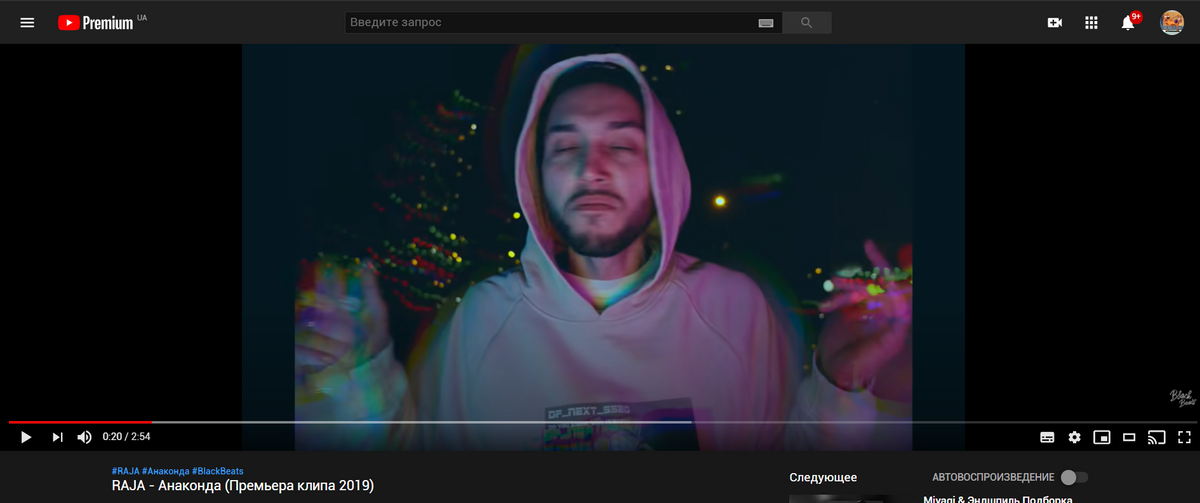 Premium UA
Введите запрос
9+
OF_NEXT_SS20
Black
Beats
0:20 / 2:54
#RAJA #Анаконда #BlackBeats
RAJA - Анаконда (Премьера клипа 2019)
Следующее
АВТОВОСПРОИЗВЕДЕНИЕ
Miyagi & Эндшпиль Подборка